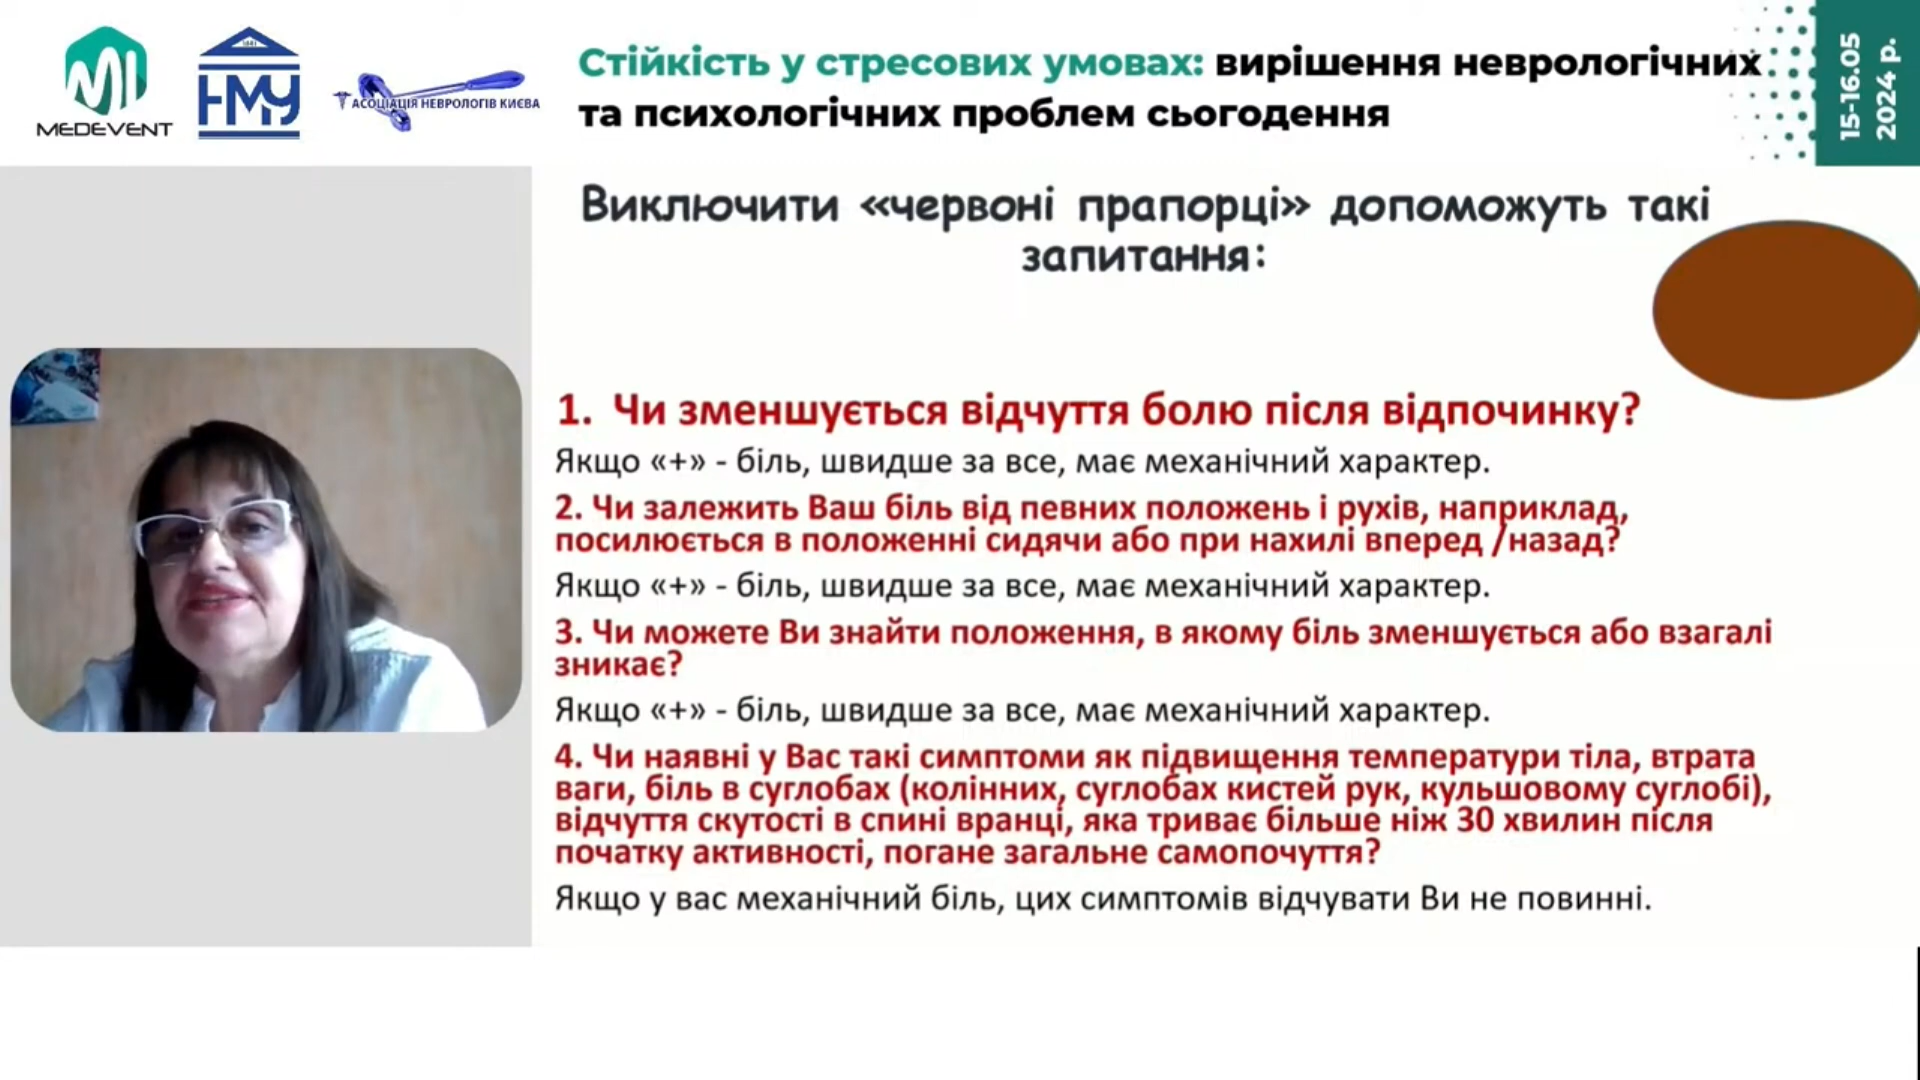 MEDEVENT
1841
НМУ
АСОЦІАЦІЯ НЕВРОЛОГІВ КИЄВА
Стійкість у стресових умовах: вирішення неврологічних
та психологічних проблем сьогодення
15-16.05
2024 р.
Виключити «червоні прапорці» допоможуть такі
запитання:
1. Чи зменшується відчуття болю після відпочинку?
Якщо «+» - біль, швидше за все, має механічний характер.
2. Чи залежить Ваш біль від певних положень і рухів, наприклад,
посилюється в положенні сидячи або при нахилі вперед /назад?
Якщо «+» - біль, швидше за все, має механічний характер.
3. Чи можете Ви знайти положення, в якому біль зменшується або взагалі
зникає?
Якщо «+» - біль, швидше за все, має механічний характер.
4. Чи наявні у Вас такі симптоми як підвищення температури тіла, втрата
ваги, біль в суглобах (колінних, суглобах кистей рук, кульшовому суглобі),
відчуття скутості в спині вранці, яка триває більше ніж 30 хвилин після
початку активності, погане загальне самопочуття?
Якщо у вас механічний біль, цих симптомів відчувати Ви не повинні.